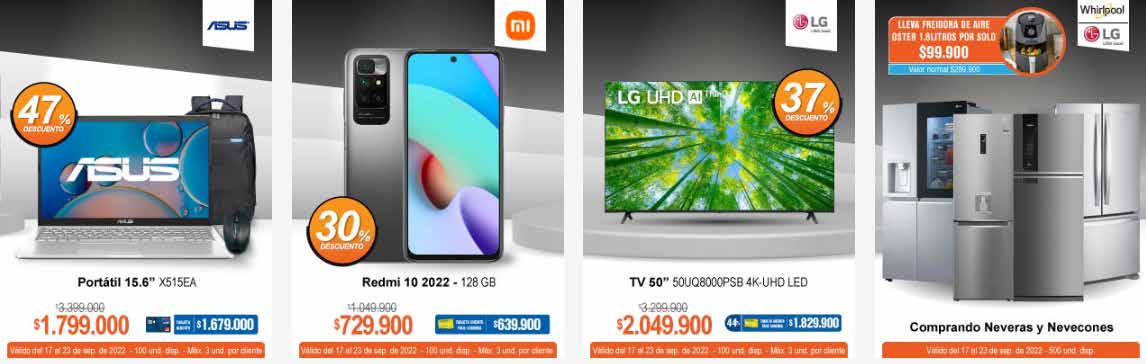 ASUS
47%
DESCUENTO
ASUS
ASUS
Portátil 15.6” X515EA
$3.399.000
$1.799.000
$1.679.000
Válido del 17 al 23 de sep. de 2022 - 100 und. disp. - Máx. 3 und. por cliente
mi
30%
DESCUENTO
Redmi 10 2022 - 128 GB
$1.049.900
$729.900
$639.900
Válido del 17 al 23 de sep. de 2022 - 100 und. disp. - Máx. 3 und. por cliente
LG
Life's Good
LG UHD AI ThinQ
37%
DESCUENTO
TV 50” 50UQ8000PSB 4K-UHD LED
$3.299.900
$2.049.900
44%
$1.829.900
Válido del 17 al 23 de sep. de 2022 - 100 und. disp. - Máx. 3 und. por cliente
LLEVA FREIDORA DE AIRE
OSTER 1.8LITROS POR SOLO
$99.900
Valor normal $289.900
Whirlpool
LG
Life's Good
Comprando Neveras y Nevecones
Válido del 17 al 23 de sep. de 2022 - 500 und. disp.